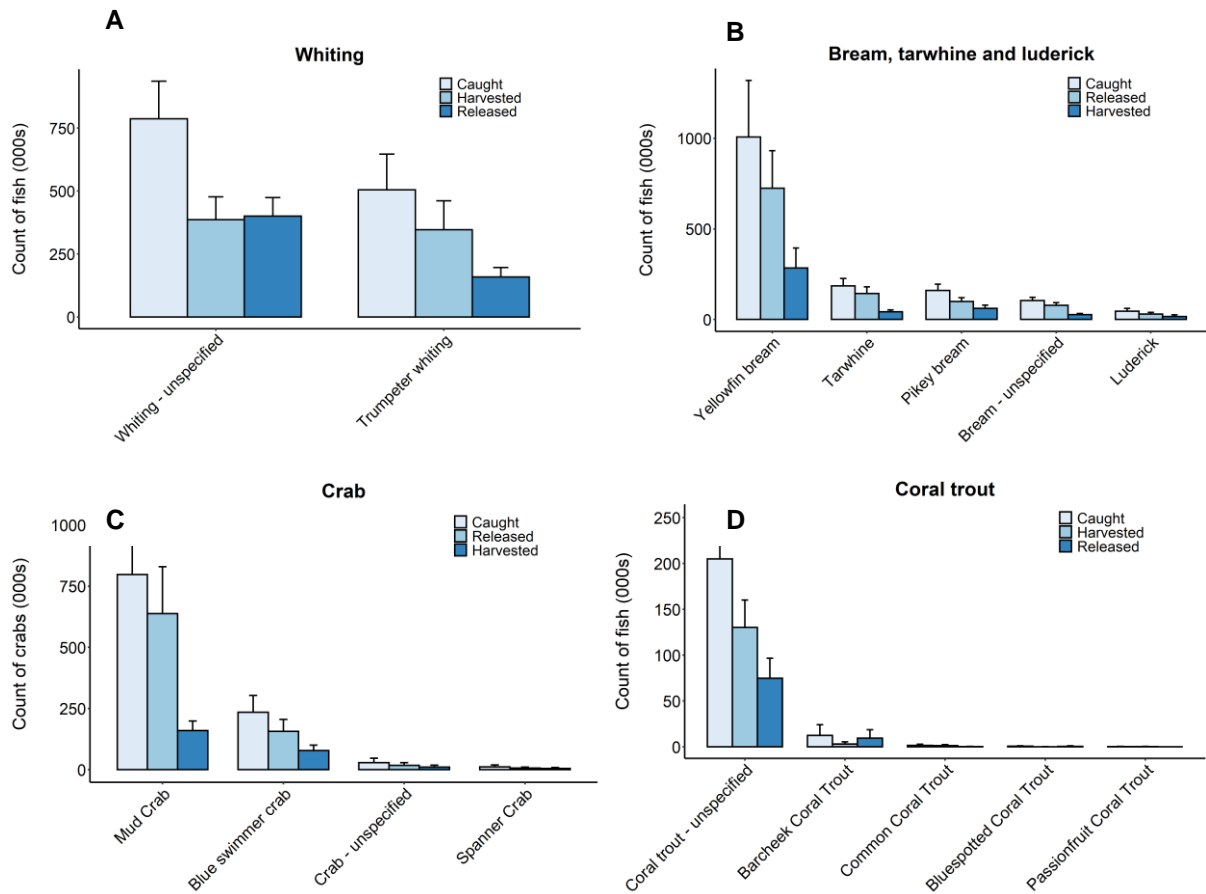 A
Whiting
Caught
Harvested
Released
Count of fish (000s)
750
500
250
0
Whiting - unspecified
Trumpeter whiting
B
Bream, tarwhine and luderick
Caught
Released
Harvested
Count of fish (000s)
1000
500
0
Yellowfin bream
Tarwhine
Pikey bream
Bream - unspecified
Luderick
C
Crab
Caught
Released
Harvested
Count of crabs (000s)
1000
750
500
250
0
Mud Crab
Blue swimmer crab
Crab - unspecified
Spanner Crab
D
Coral trout
Caught
Harvested
Released
Count of fish (000s)
250
200
150
100
50
0
Coral trout - unspecified
Barcheek Coral Trout
Common Coral Trout
Bluespotted Coral Trout
Passionfruit Coral Trout